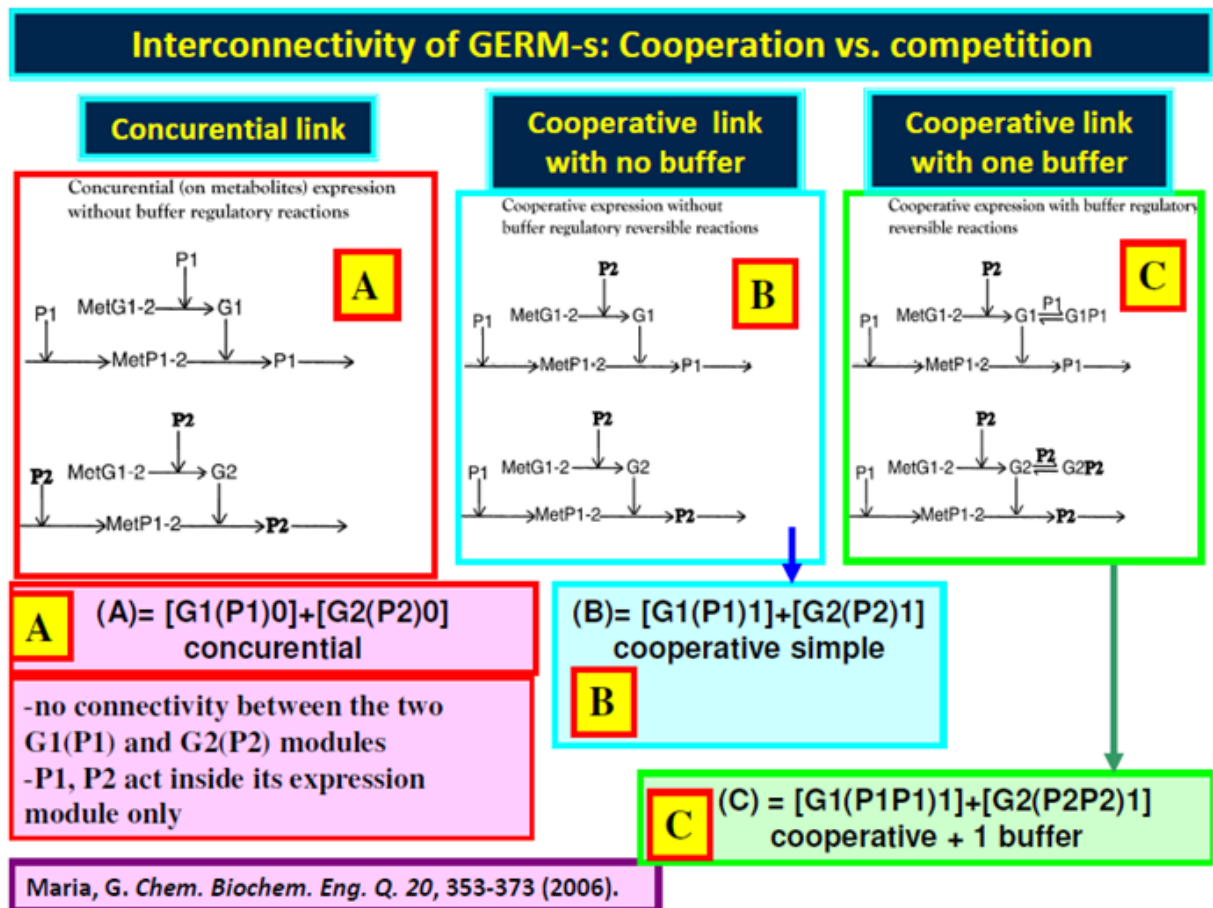 Interconnectivity of GERM-s: Cooperation vs. competition
Concurential link
Cooperative link
with no buffer
Cooperative link
with one buffer
Concurential (on metabolites) expression
without buffer regulatory reactions
A
P1
P1
MetG1-2
G1
MetP1-2
P1
P2
P2
MetG1-2
G2
MetP1-2
P2
Cooperative expression without
buffer regulatory reversible reactions
B
P2
P1
MetG1-2
G1
MetP1-2
P1
P2
P1
MetG1-2
G2
MetP1-2
P2
Cooperative expression with buffer regulatory
reversible reactions
C
P2
P1
MetG1-2
G1
P1
G1P1
MetP1-2
P1
P2
P1
MetG1-2
G2
P2
G2P2
MetP1-2
P2
A
(A)= [G1(P1)0]+[G2(P2)0]
concurential
-no connectivity between the two
G1(P1) and G2(P2) modules
-P1, P2 act inside its expression
module only
(B)= [G1(P1)1]+[G2(P2)1]
cooperative simple
B
C
(C) = [G1(P1P1)1]+[G2(P2P2)1]
cooperative + 1 buffer
Maria, G. Chem. Biochem. Eng. Q. 20, 353-373 (2006).